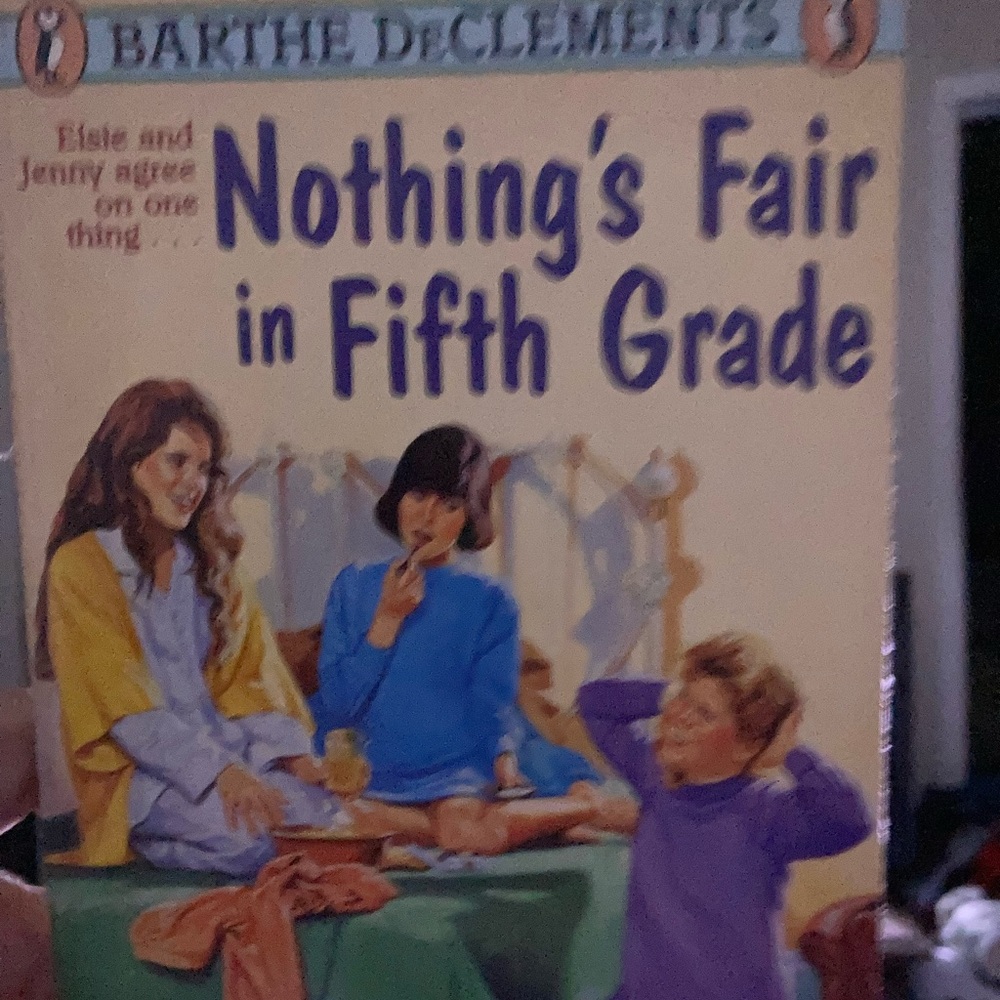 BARTHE DeCLEMENTS
Elsie and
Jenny agree
on one
thing . . .
Nothing's Fair
in Fifth Grade